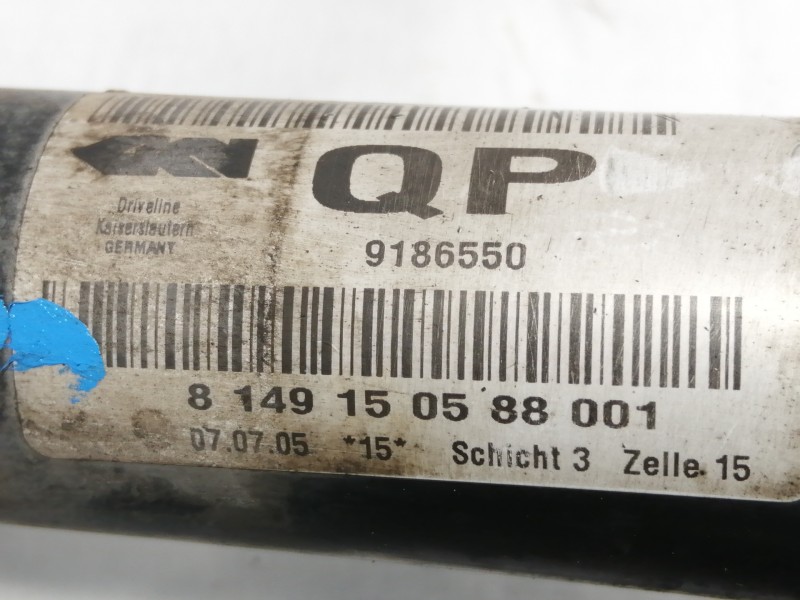 QP
Driveline
Kaiserslautern
GERMANY
9186550
8 149 15 05 88 001
07.07.05 *15* Schicht 3 Zelle 15